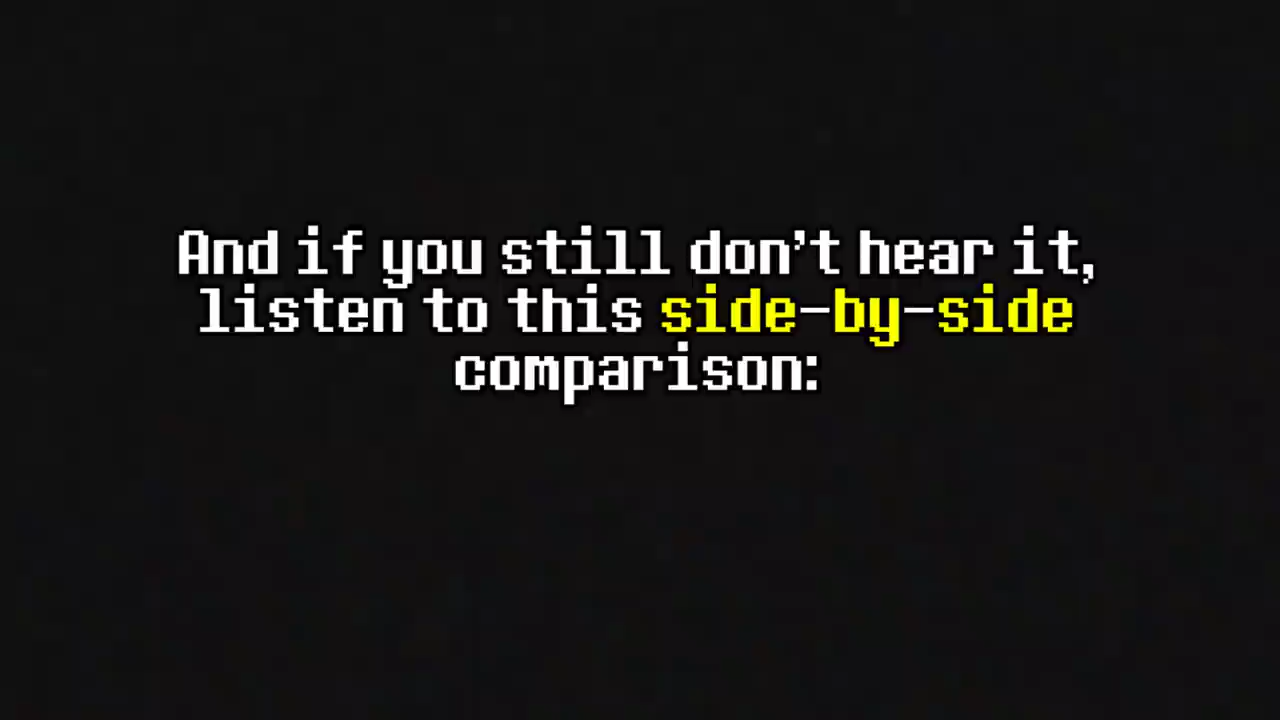 And if you still don't hear it,
listen to this side-by-side
comparison: